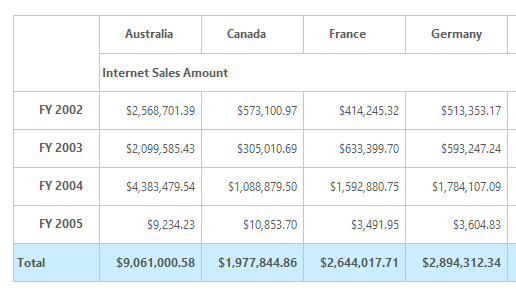 Australia Canada France Germany
Internet Sales Amount
FY 2002 $2,568,701.39 $573,100.97 $414,245.32 $513,353.17
FY 2003 $2,099,585.43 $305,010.69 $633,399.70 $593,247.24
FY 2004 $4,383,479.54 $1,088,879.50 $1,592,880.75 $1,784,107.09
FY 2005 $9,234.23 $10,853.70 $3,491.95 $3,604.83
Total $9,061,000.58 $1,977,844.86 $2,644,017.71 $2,894,312.34